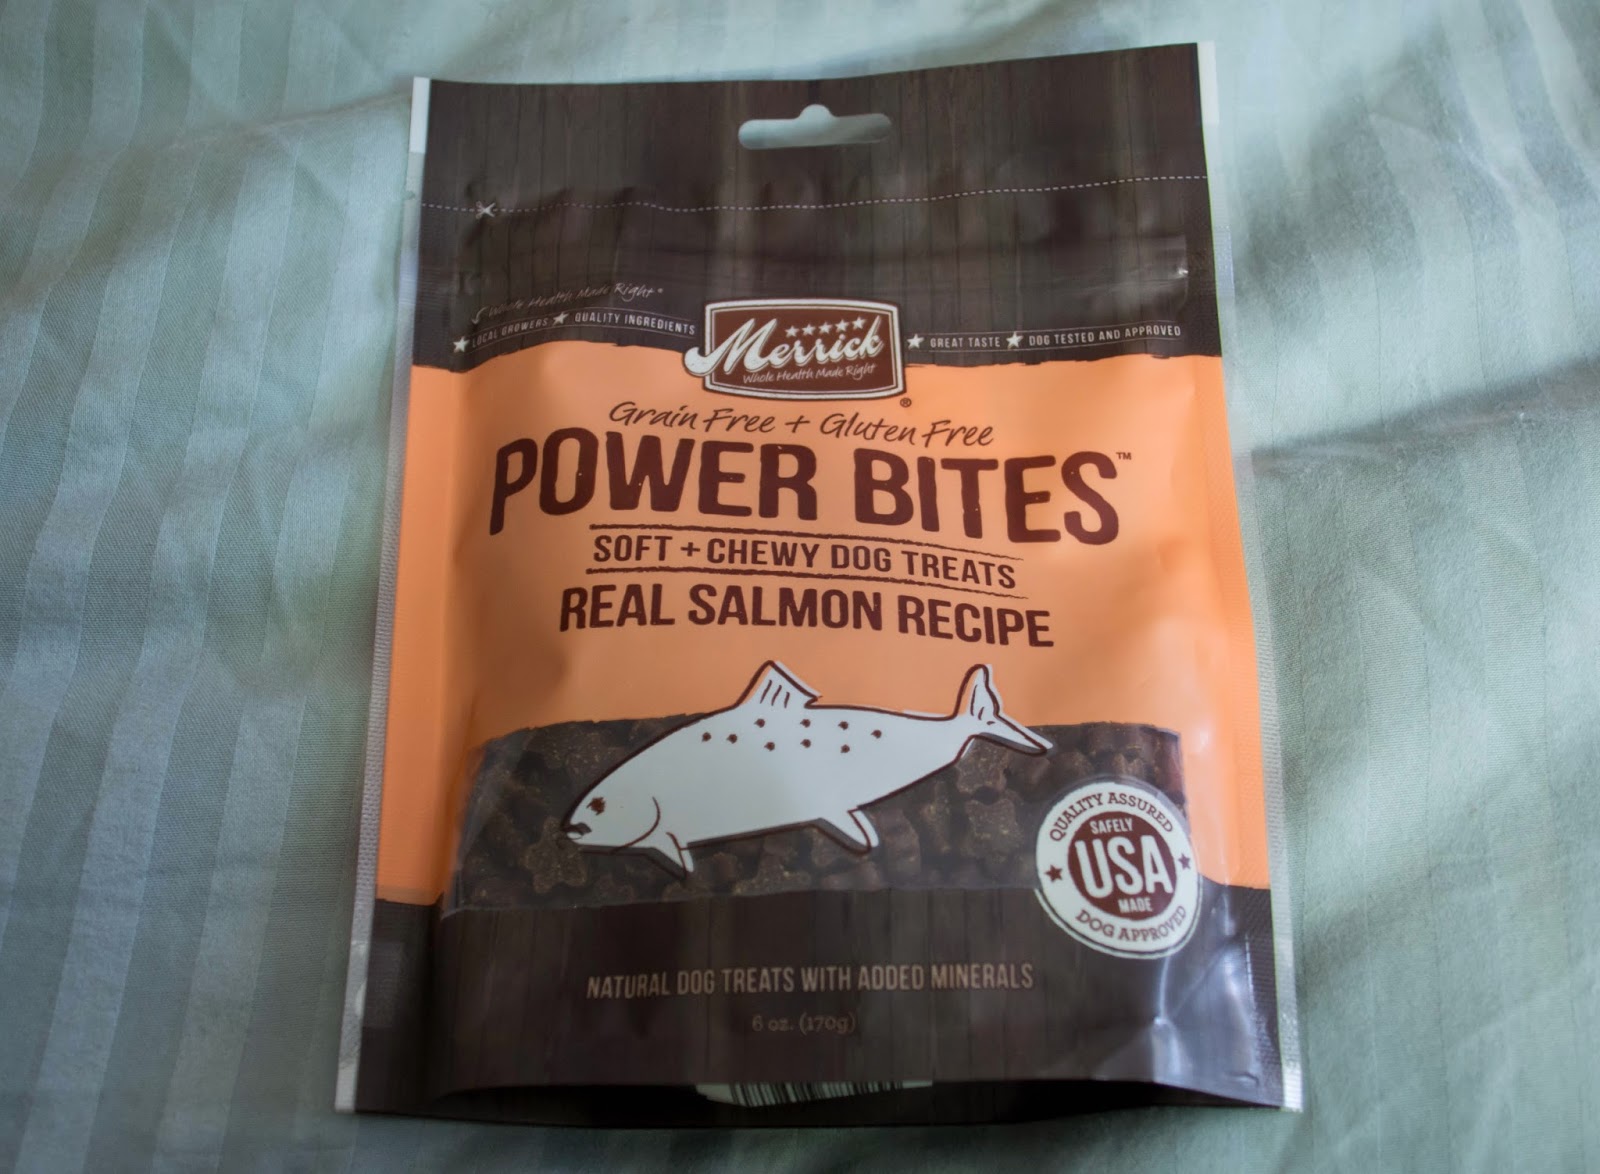 Whole Health Made Right®
LOCAL GROWERS ★ QUALITY INGREDIENTS
Merrick
Whole Health Made Right
®
GREAT TASTE ★ DOG TESTED AND APPROVED
Grain Free + Gluten Free
POWER BITES™
SOFT + CHEWY DOG TREATS
REAL SALMON RECIPE
QUALITY ASSURED
SAFELY
USA
MADE
DOG APPROVED
NATURAL DOG TREATS WITH ADDED MINERALS
6 oz. (170g)